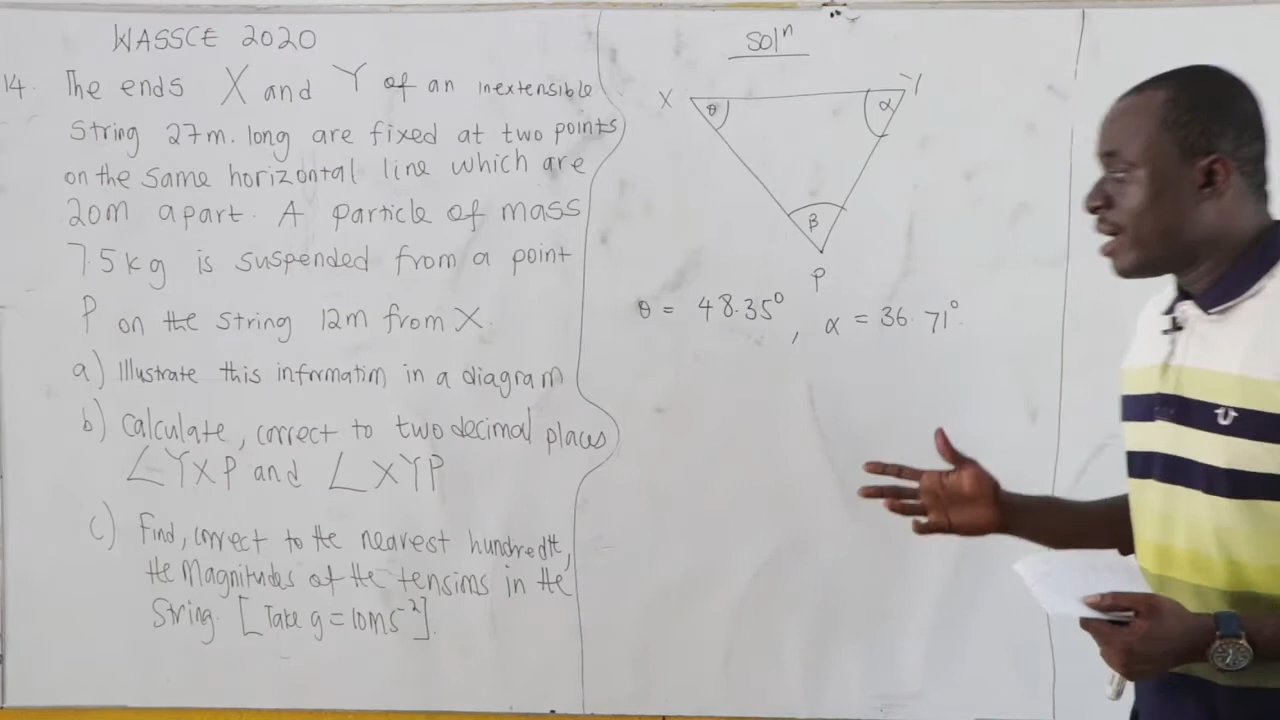 WASSCE 2020
14. The ends X and Y of an inextensible
string 27m. long are fixed at two points
on the same horizontal line which are
20m apart. A particle of mass
7.5kg is suspended from a point
P on the string 12m from X.
a) Illustrate this information in a diagram
b) Calculate, correct to two decimal places
∠YXP and ∠XYP
c) Find, correct to the nearest hundredth,
the magnitudes of the tensions in the
string. [Take g = 10ms⁻²].
Solⁿ
X Y
θ α
β
P
θ = 48.35°, α = 36.71°.